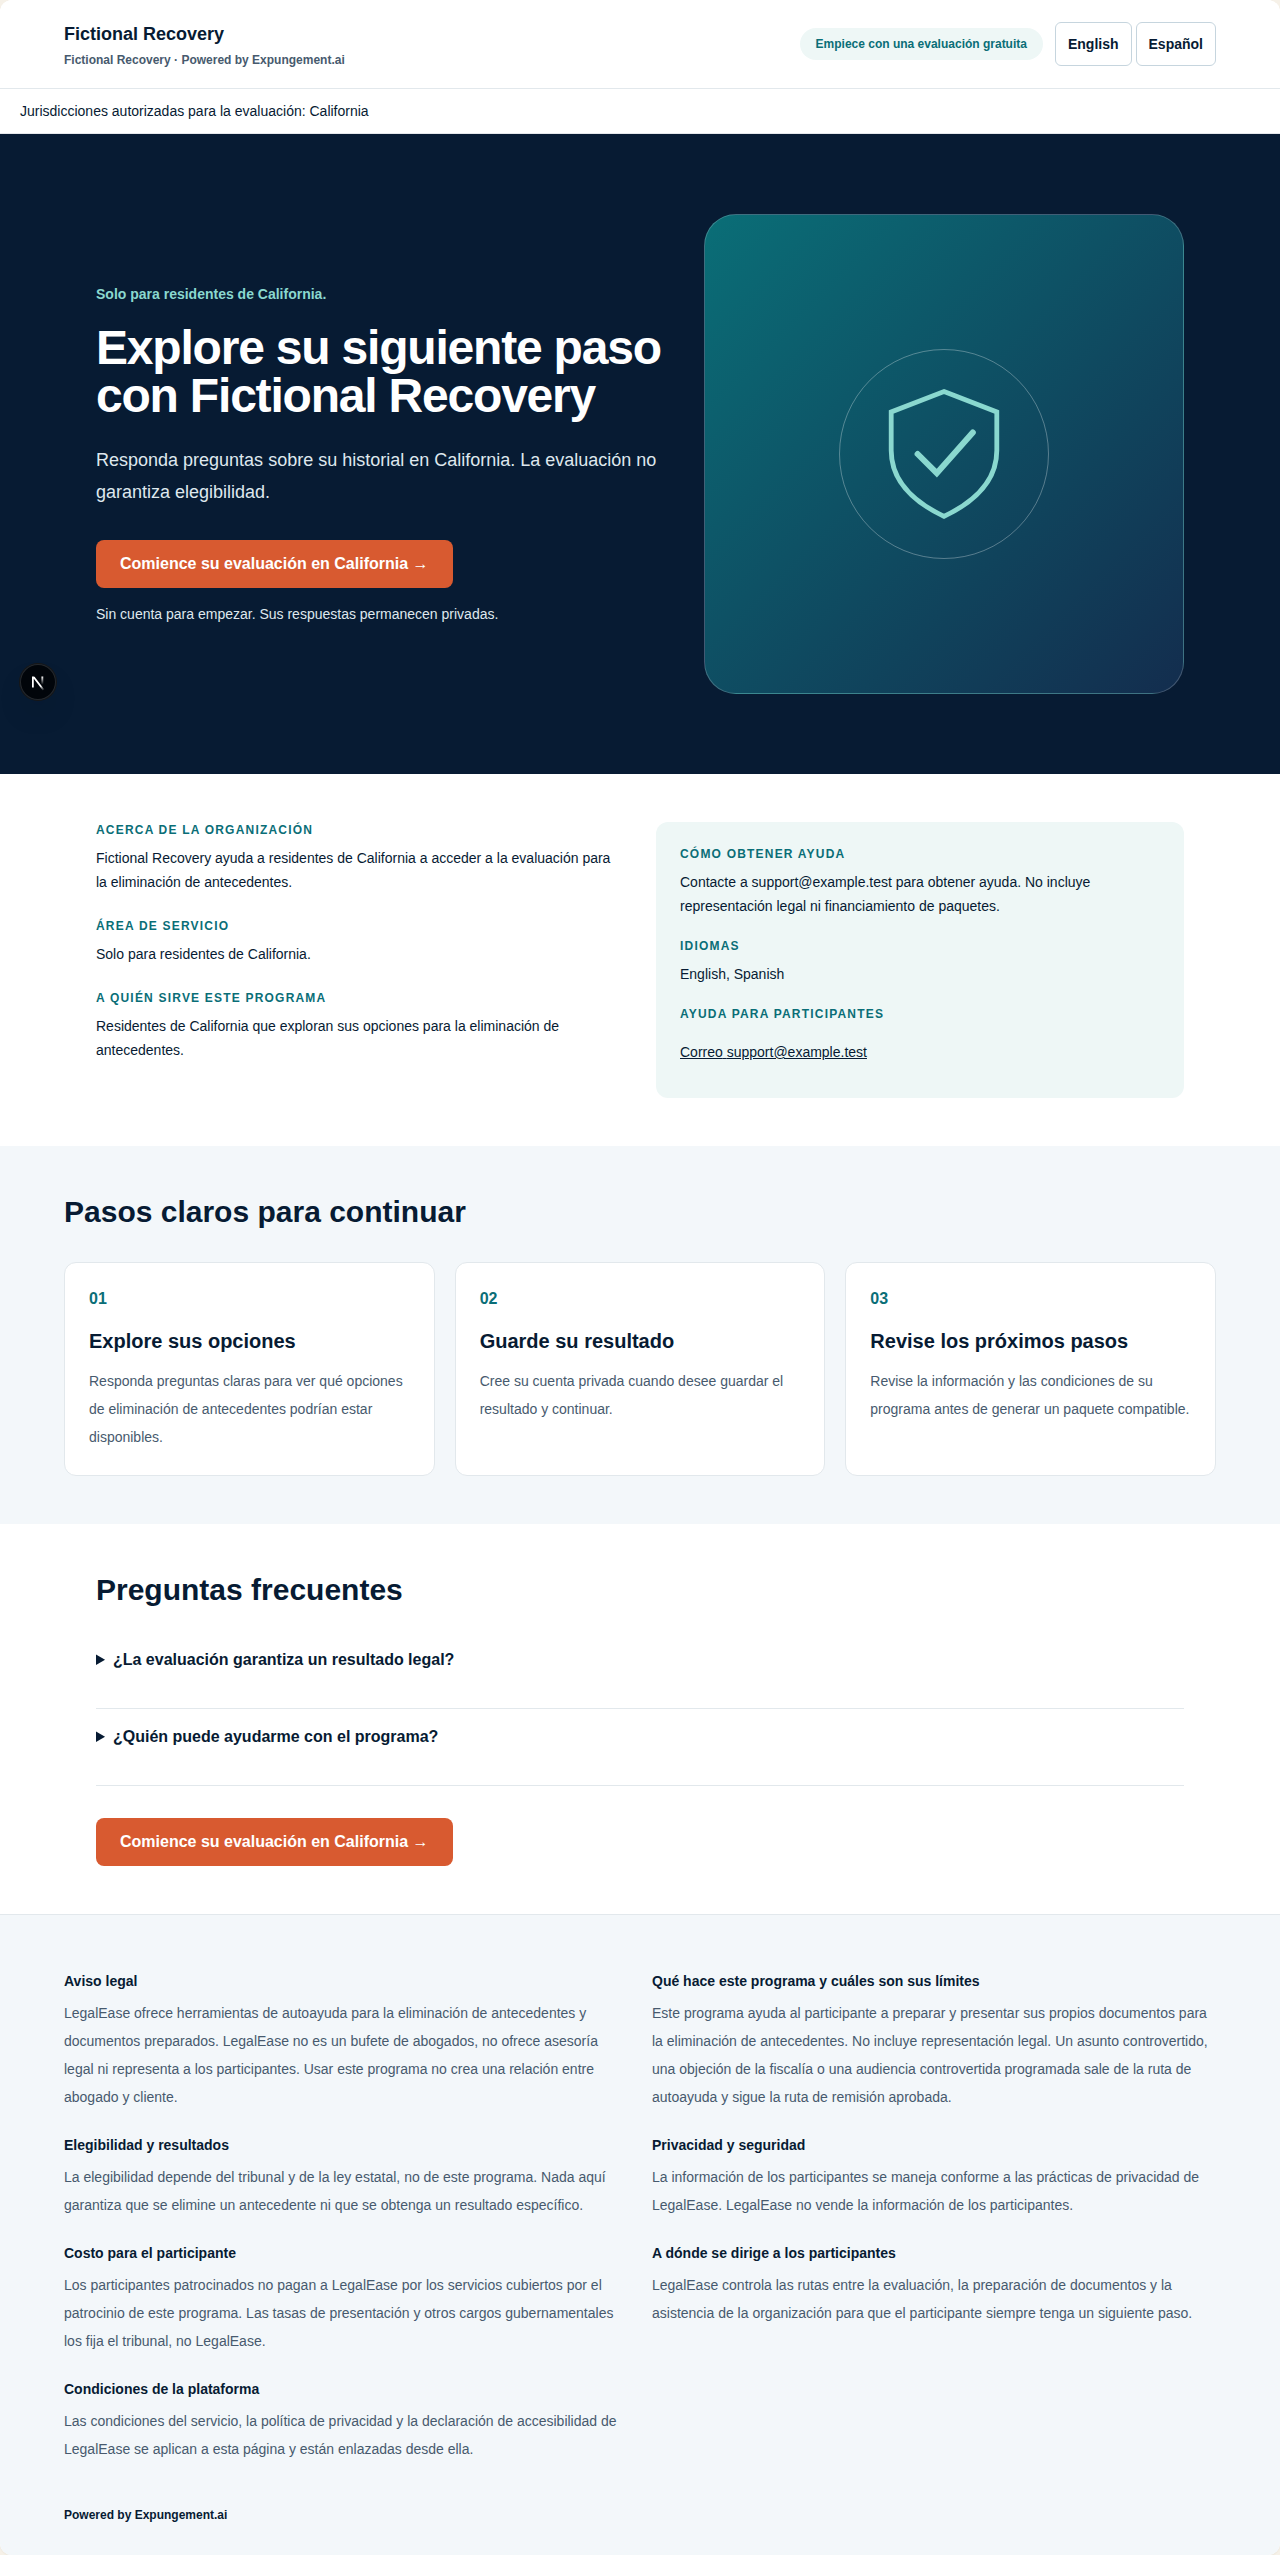 Fictional Recovery
Fictional Recovery · Powered by Expungement.ai
Empiece con una evaluación gratuita
English
Español
Jurisdicciones autorizadas para la evaluación: California
Solo para residentes de California.
Explore su siguiente paso
con Fictional Recovery
Responda preguntas sobre su historial en California. La evaluación no
garantiza elegibilidad.
Comience su evaluación en California →
Sin cuenta para empezar. Sus respuestas permanecen privadas.
N
ACERCA DE LA ORGANIZACIÓN
Fictional Recovery ayuda a residentes de California a acceder a la evaluación para
la eliminación de antecedentes.
ÁREA DE SERVICIO
Solo para residentes de California.
A QUIÉN SIRVE ESTE PROGRAMA
Residentes de California que exploran sus opciones para la eliminación de
antecedentes.
CÓMO OBTENER AYUDA
Contacte a support@example.test para obtener ayuda. No incluye
representación legal ni financiamiento de paquetes.
IDIOMAS
English, Spanish
AYUDA PARA PARTICIPANTES
Correo support@example.test
Pasos claros para continuar
01
Explore sus opciones
Responda preguntas claras para ver qué opciones
de eliminación de antecedentes podrían estar
disponibles.
02
Guarde su resultado
Cree su cuenta privada cuando desee guardar el
resultado y continuar.
03
Revise los próximos pasos
Revise la información y las condiciones de su
programa antes de generar un paquete compatible.
Preguntas frecuentes
¿La evaluación garantiza un resultado legal?
¿Quién puede ayudarme con el programa?
Comience su evaluación en California →
Aviso legal
LegalEase ofrece herramientas de autoayuda para la eliminación de antecedentes y
documentos preparados. LegalEase no es un bufete de abogados, no ofrece asesoría
legal ni representa a los participantes. Usar este programa no crea una relación entre
abogado y cliente.
Qué hace este programa y cuáles son sus límites
Este programa ayuda al participante a preparar y presentar sus propios documentos para
la eliminación de antecedentes. No incluye representación legal. Un asunto controvertido,
una objeción de la fiscalía o una audiencia controvertida programada sale de la ruta de
autoayuda y sigue la ruta de remisión aprobada.
Elegibilidad y resultados
La elegibilidad depende del tribunal y de la ley estatal, no de este programa. Nada aquí
garantiza que se elimine un antecedente ni que se obtenga un resultado específico.
Privacidad y seguridad
La información de los participantes se maneja conforme a las prácticas de privacidad de
LegalEase. LegalEase no vende la información de los participantes.
Costo para el participante
Los participantes patrocinados no pagan a LegalEase por los servicios cubiertos por el
patrocinio de este programa. Las tasas de presentación y otros cargos gubernamentales
los fija el tribunal, no LegalEase.
A dónde se dirige a los participantes
LegalEase controla las rutas entre la evaluación, la preparación de documentos y la
asistencia de la organización para que el participante siempre tenga un siguiente paso.
Condiciones de la plataforma
Las condiciones del servicio, la política de privacidad y la declaración de accesibilidad de
LegalEase se aplican a esta página y están enlazadas desde ella.
Powered by Expungement.ai